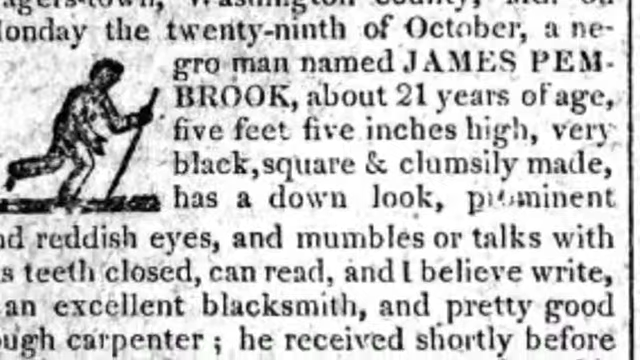 Washington county, Md. on
Monday the twenty-ninth of October, a ne-
gro man named JAMES PEM-
BROOK, about 21 years of age,
five feet five inches high, very
black, square & clumsily made,
has a down look, prominent
nd reddish eyes, and mumbles or talks with
s teeth closed, can read, and I believe write,
an excellent blacksmith, and pretty good
ough carpenter ; he received shortly before